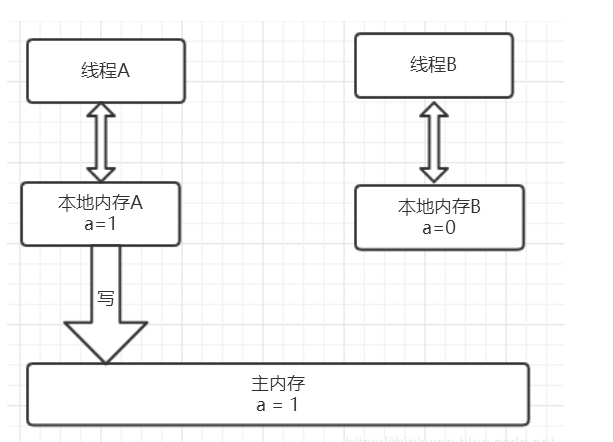 线程A
线程B
本地内存A
a=1
本地内存B
a=0
写
主内存
a = 1